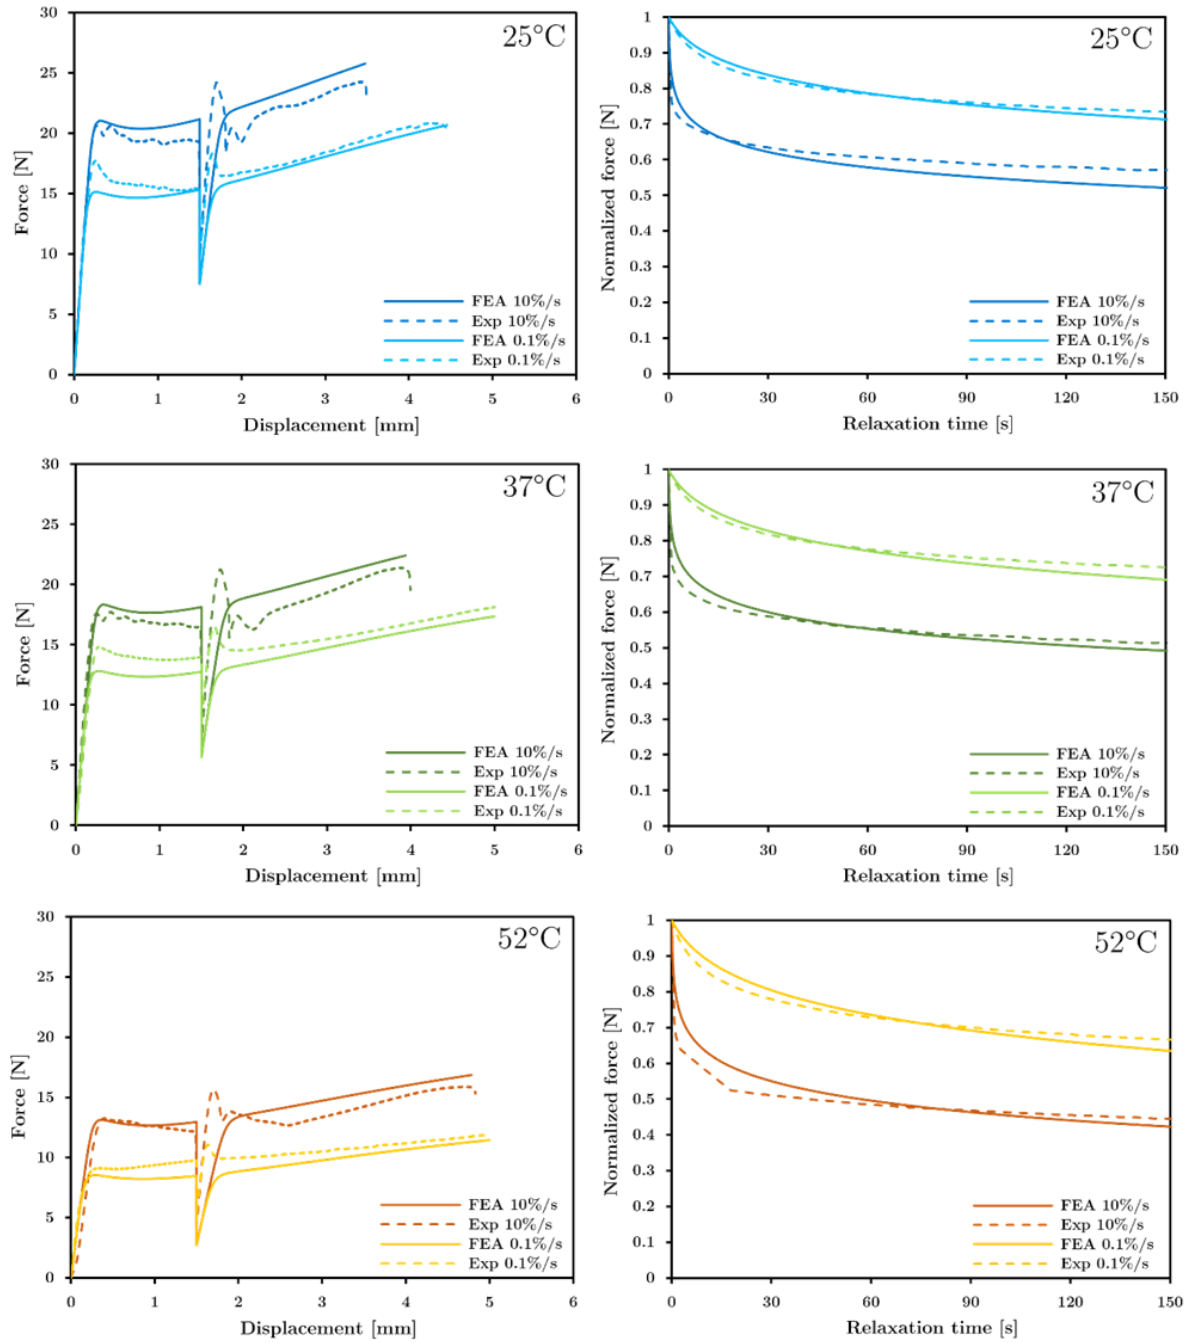 25°C
Force [N]
30
25
20
15
10
5
0
FEA 10%/s
Exp 10%/s
FEA 0.1%/s
Exp 0.1%/s
0 1 2 3 4 5 6
Displacement [mm]
25°C
Normalized force [N]
1
0.9
0.8
0.7
0.6
0.5
0.4
0.3
0.2
0.1
0
FEA 10%/s
Exp 10%/s
FEA 0.1%/s
Exp 0.1%/s
0 30 60 90 120 150
Relaxation time [s]
37°C
Force [N]
30
25
20
15
10
5
0
FEA 10%/s
Exp 10%/s
FEA 0.1%/s
Exp 0.1%/s
0 1 2 3 4 5 6
Displacement [mm]
37°C
Normalized force [N]
1
0.9
0.8
0.7
0.6
0.5
0.4
0.3
0.2
0.1
0
FEA 10%/s
Exp 10%/s
FEA 0.1%/s
Exp 0.1%/s
0 30 60 90 120 150
Relaxation time [s]
52°C
Force [N]
30
25
20
15
10
5
0
FEA 10%/s
Exp 10%/s
FEA 0.1%/s
Exp 0.1%/s
0 1 2 3 4 5 6
Displacement [mm]
52°C
Normalized force [N]
1
0.9
0.8
0.7
0.6
0.5
0.4
0.3
0.2
0.1
0
FEA 10%/s
Exp 10%/s
FEA 0.1%/s
Exp 0.1%/s
0 30 60 90 120 150
Relaxation time [s]